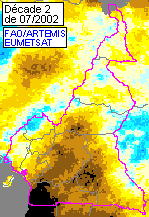 Décade 2
de 07/2002
FAO/ARTEMIS
EUMETSAT